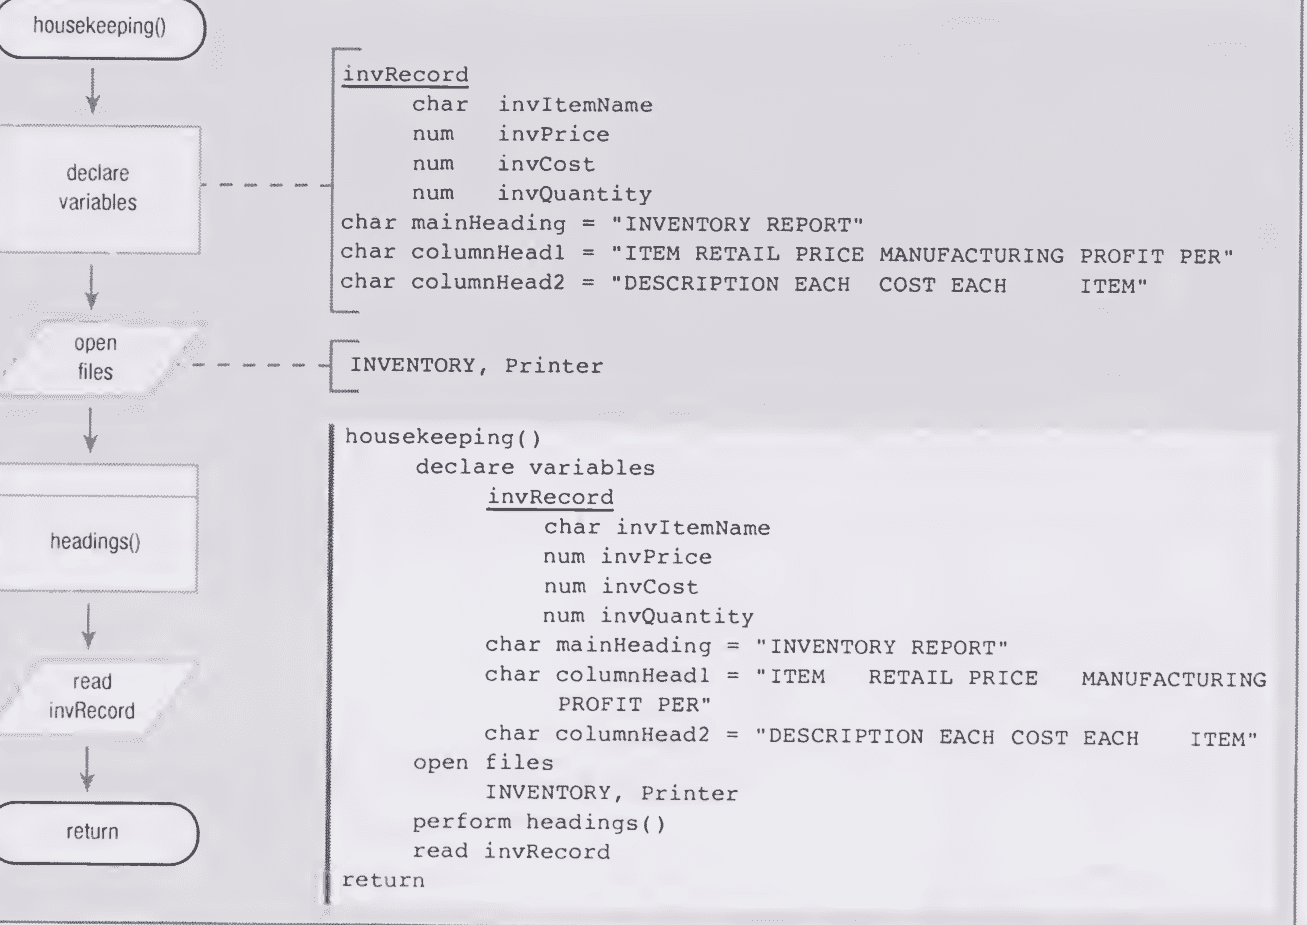 housekeeping()
declare
variables
open
files
headings()
read
invRecord
return
invRecord
char invItemName
num invPrice
num invCost
num invQuantity
char mainHeading = "INVENTORY REPORT"
char columnHead1 = "ITEM RETAIL PRICE MANUFACTURING PROFIT PER"
char columnHead2 = "DESCRIPTION EACH COST EACH ITEM"
INVENTORY, Printer
housekeeping()
declare variables
invRecord
char invItemName
num invPrice
num invCost
num invQuantity
char mainHeading = "INVENTORY REPORT"
char columnHead1 = "ITEM RETAIL PRICE MANUFACTURING
PROFIT PER"
char columnHead2 = "DESCRIPTION EACH COST EACH ITEM"
open files
INVENTORY, Printer
perform headings()
read invRecord
return